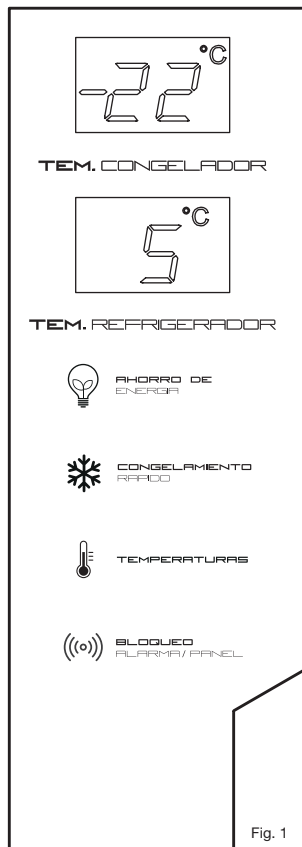 -22 °C
TEM. CONGELADOR
5 °C
TEM. REFRIGERADOR
AHORRO DE
ENERGIA
CONGELAMIENTO
RAPIDO
TEMPERATURAS
BLOQUEO
ALARMA / PANEL
Fig. 1